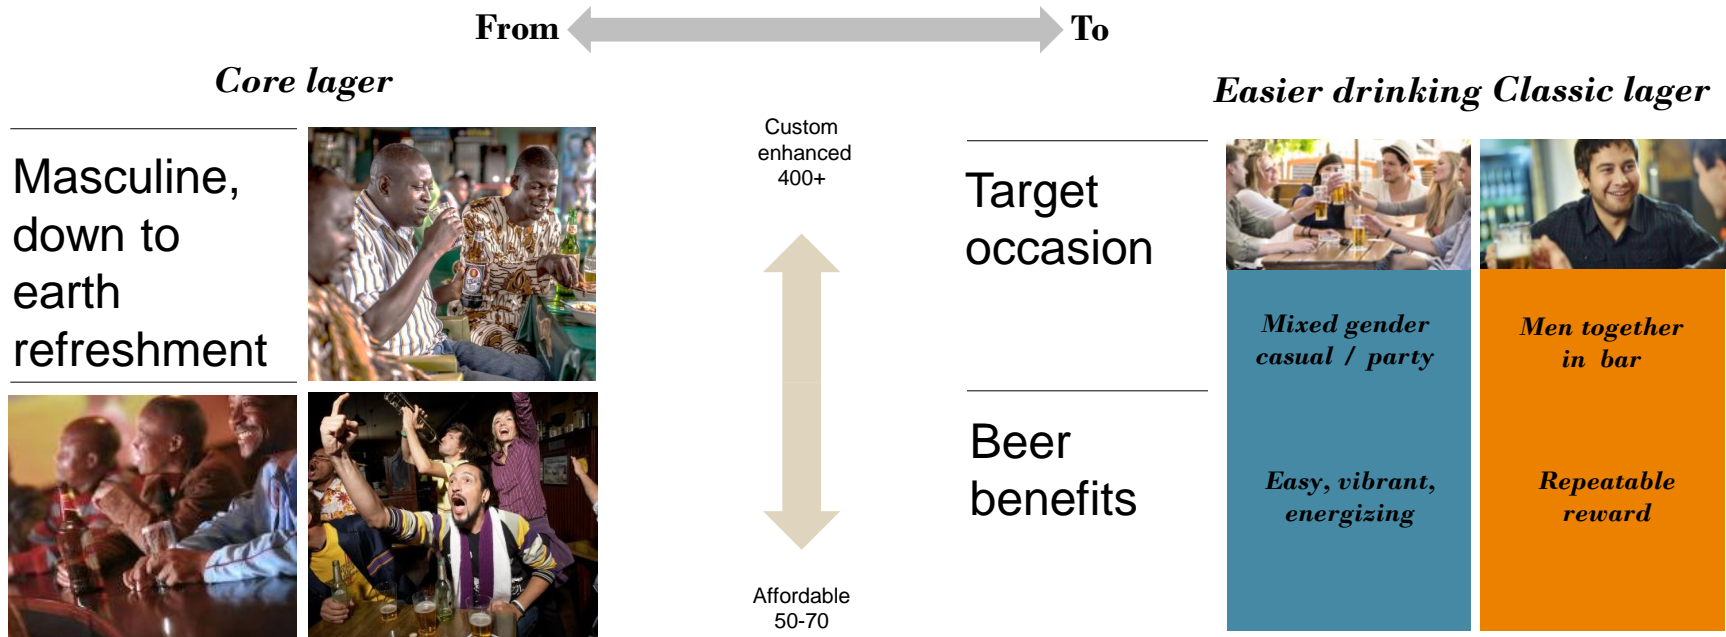 From
To
Core lager
Easier drinking Classic lager
Masculine,
down to
earth
refreshment
Custom
enhanced
400+
Affordable
50-70
Target
occasion
Beer
benefits
Mixed gender
casual / party
Men together
in bar
Easy, vibrant,
energizing
Repeatable
reward